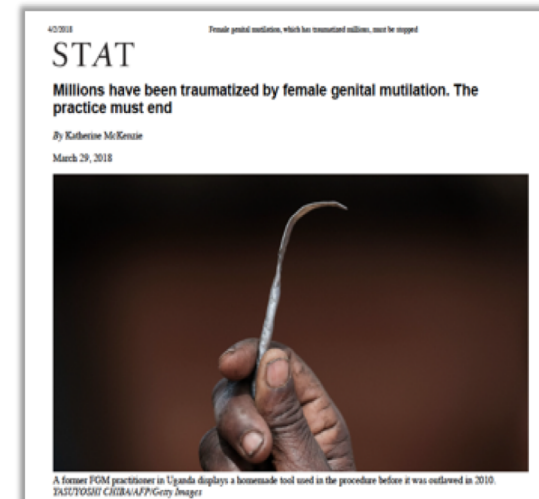 4/2/2018 Female genital mutilation, which has traumatized millions, must be stopped
STAT
Millions have been traumatized by female genital mutilation. The
practice must end
By Katherine McKenzie
March 29, 2018
A former FGM practitioner in Uganda displays a homemade tool used in the procedure before it was outlawed in 2010.
YASUYOSHI CHIBA/AFP/Getty Images